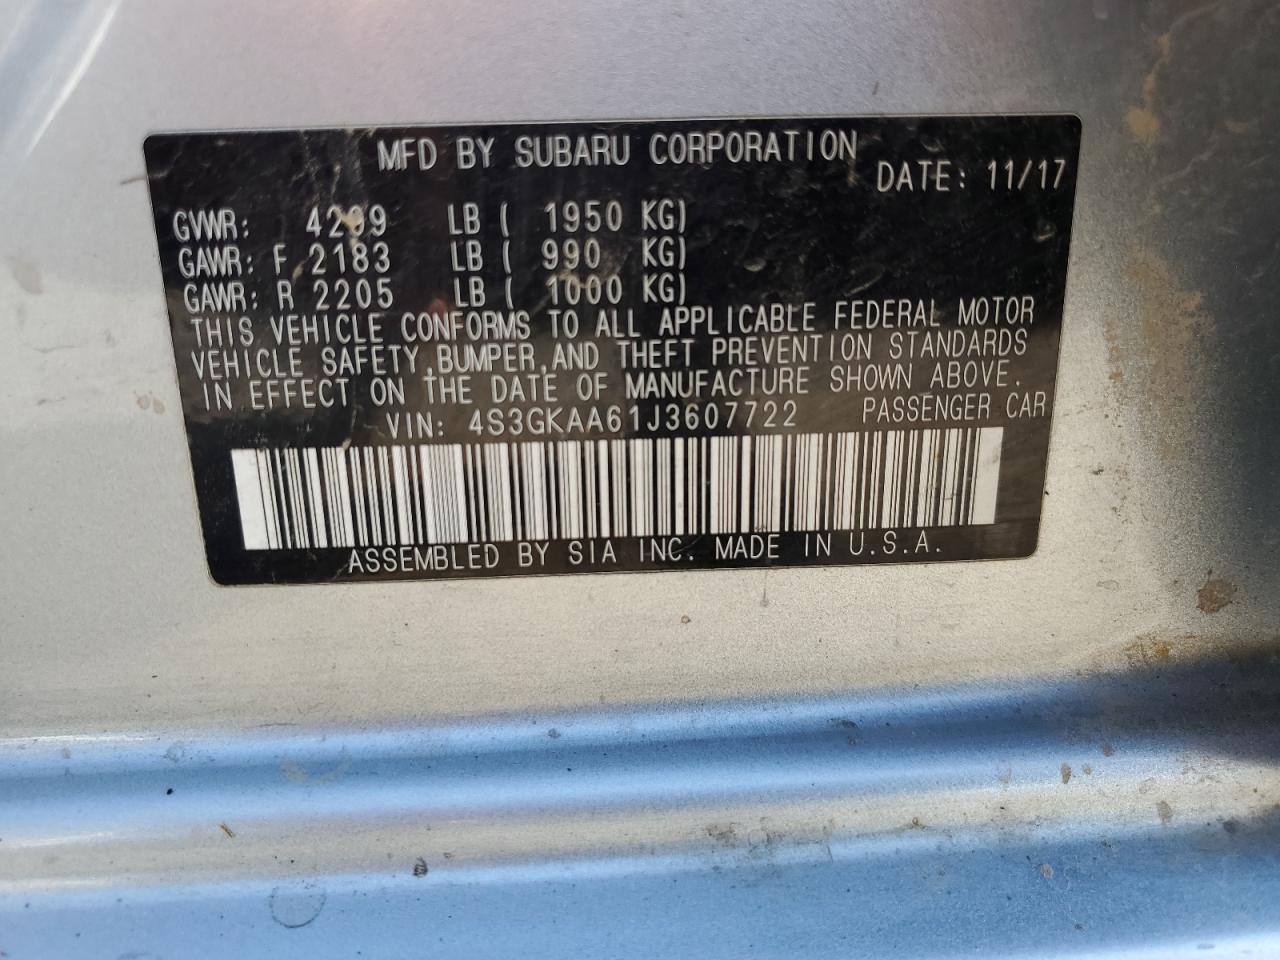 MFD BY SUBARU CORPORATION
DATE: 11/17
GVWR: 4299 LB ( 1950 KG)
GAWR: F 2183 LB ( 990 KG)
GAWR: R 2205 LB ( 1000 KG)
THIS VEHICLE CONFORMS TO ALL APPLICABLE FEDERAL MOTOR
VEHICLE SAFETY,BUMPER,AND THEFT PREVENTION STANDARDS
IN EFFECT ON THE DATE OF MANUFACTURE SHOWN ABOVE.
VIN: 4S3GKAA61J3607722 PASSENGER CAR
ASSEMBLED BY SIA INC. MADE IN U.S.A.